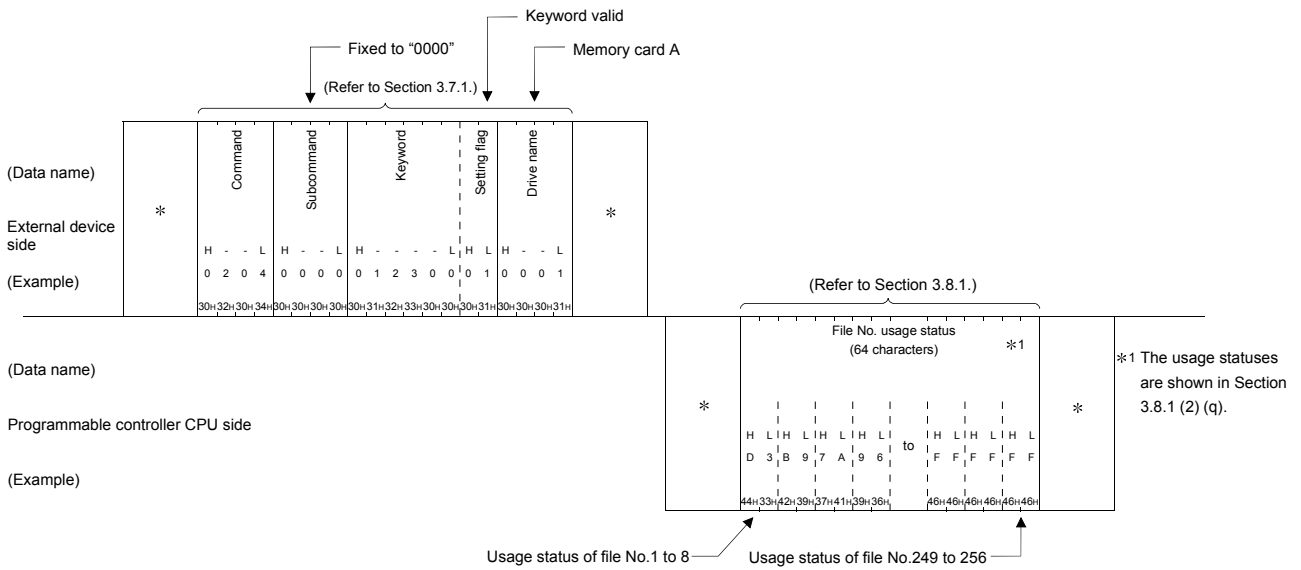 Keyword valid
Fixed to "0000"
Memory card A
(Refer to Section 3.7.1.)
(Data name)
External device side
(Example)
*
Command
Subcommand
Keyword
Setting flag
Drive name
*
H - - L H - - L H - - - - L H L H - - L
0 2 0 4 0 0 0 0 0 1 2 3 0 0 0 1 0 0 0 1
30H 32H 30H 34H 30H 30H 30H 30H 30H 31H 32H 33H 30H 30H 30H 31H 30H 30H 30H 31H
(Refer to Section 3.8.1.)
(Data name)
Programmable controller CPU side
(Example)
*
File No. usage status
(64 characters)
*1
H L H L H L H L to H L H L H L
D 3 B 9 7 A 9 6 F F F F F F
44H 33H 42H 39H 37H 41H 39H 36H 46H 46H 46H 46H 46H 46H
*
*1 The usage statuses
are shown in Section
3.8.1 (2) (q).
Usage status of file No.1 to 8
Usage status of file No.249 to 256